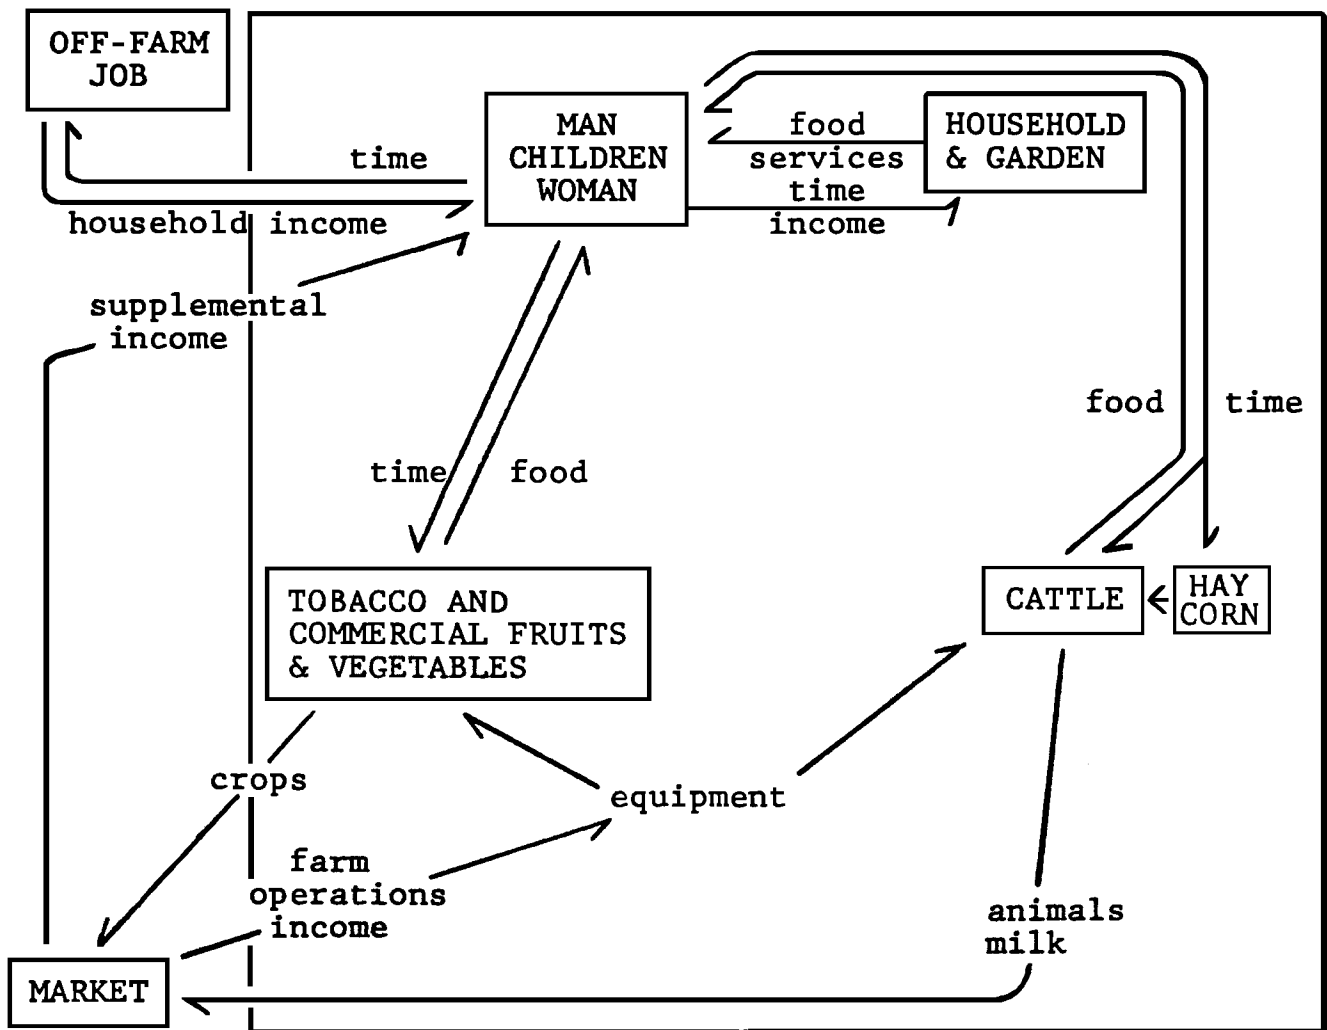 OFF-FARM
JOB
MAN
CHILDREN
WOMAN
food
services
time
income
HOUSEHOLD
& GARDEN
time
household income
supplemental
income
food
time
time
food
TOBACCO AND
COMMERCIAL FRUITS
& VEGETABLES
CATTLE
HAY
CORN
crops
equipment
farm
operations
income
animals
milk
MARKET